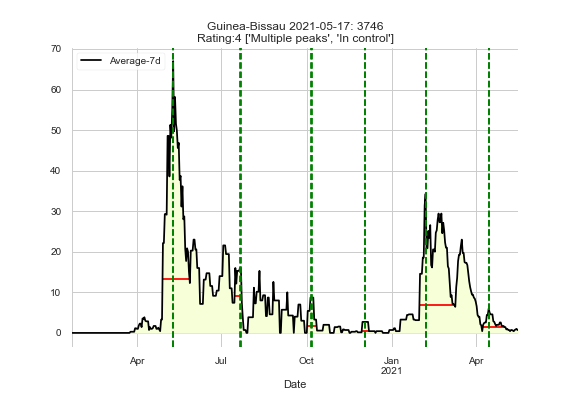 Guinea-Bissau 2021-05-17: 3746
Rating:4 ['Multiple peaks', 'In control']
Average-7d
70
60
50
40
30
20
10
0
Apr
Jul
Oct
Jan
2021
Apr
Date